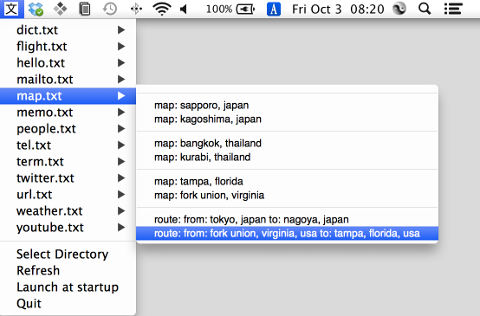 文 100% A Fri Oct 3 08:20
dict.txt
flight.txt
hello.txt
mailto.txt
map.txt
memo.txt
people.txt
tel.txt
term.txt
twitter.txt
url.txt
weather.txt
youtube.txt
Select Directory
Refresh
Launch at startup
Quit
map: sapporo, japan
map: kagoshima, japan
map: bangkok, thailand
map: kurabi, thailand
map: tampa, florida
map: fork union, virginia
route: from: tokyo, japan to: nagoya, japan
route: from: fork union, virginia, usa to: tampa, florida, usa